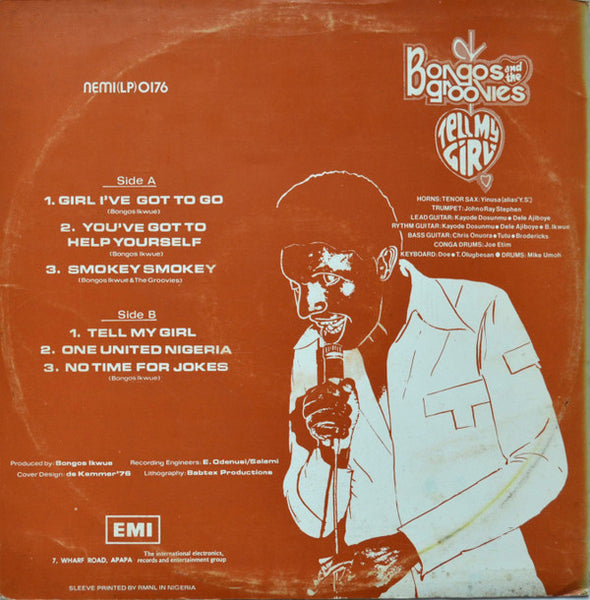 NEMI(LP)0176
Bongos and the
groovies
TELL MY
GIRL
Side A
1. GIRL I'VE GOT TO GO
(Bongos Ikwue)
2. YOU'VE GOT TO
HELP YOURSELF
(Bongos Ikwue)
3. SMOKEY SMOKEY
(Bongos Ikwue & The Groovies)
Side B
1. TELL MY GIRL
2. ONE UNITED NIGERIA
3. NO TIME FOR JOKES
(Bongos Ikwue)
HORNS: TENOR SAX: Yinusa (alias 'Y.S')
TRUMPET: Johno Ray Stephen
LEAD GUITAR: Kayode Dosunmu • Dele Ajiboye
RYTHM GUITAR: Kayode Dosunmu • Dele Ajiboye • B. Ikwue
BASS GUITAR: Chris Onuora • Tutu • Brodericks
CONGA DRUMS: Joe Etim
KEYBOARD: Doe • T. Olugbesan • DRUMS: Mike Umoh
Produced by: Bongos Ikwue Recording Engineers: E. Odenusi/Salami
Cover Design: de Kammer '76 Lithography: Babtex Productions
EMI
7, WHARF ROAD, APAPA
The international electronics,
records and entertainment group
SLEEVE PRINTED BY RMNL IN NIGERIA